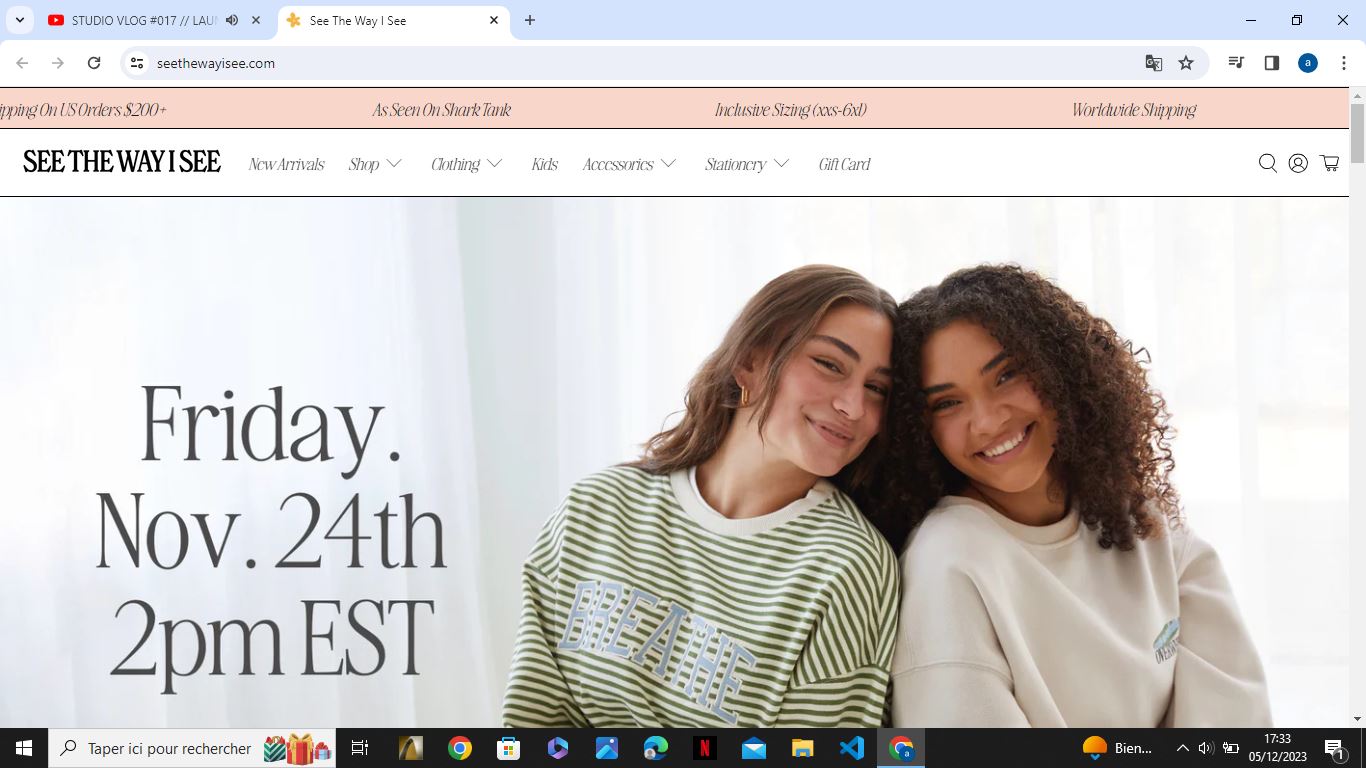 STUDIO VLOG #017 // LAUN
See The Way I See
seethewayisee.com
a
ipping On US Orders $200+
As Seen On Shark Tank
Inclusive Sizing (xxs-6xl)
Worldwide Shipping
SEE THE WAY I SEE
New Arrivals
Shop
Clothing
Kids
Accessories
Stationery
Gift Card
Friday.
Nov. 24th
2pm EST
BREATHE
Taper ici pour rechercher
N
a
Bien...
17:33
05/12/2023
1